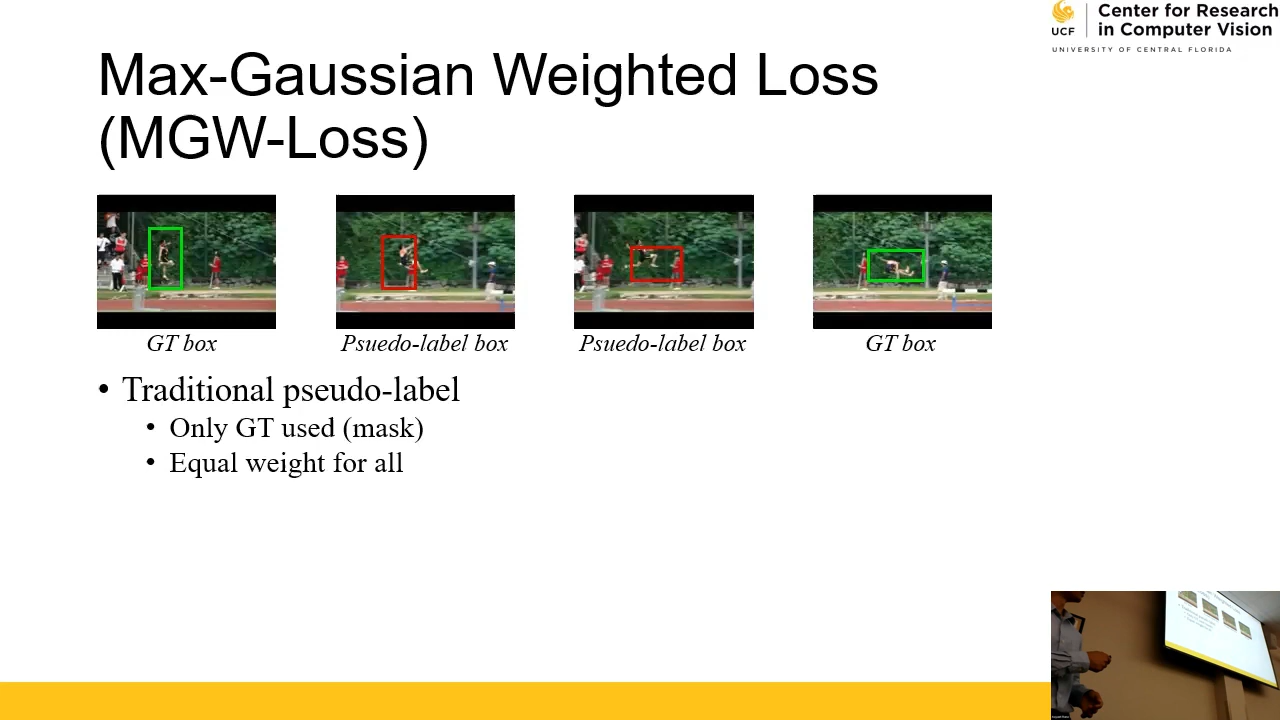 UCF
Center for Research
in Computer Vision
UNIVERSITY OF CENTRAL FLORIDA
Max-Gaussian Weighted Loss
(MGW-Loss)
GT box
Psuedo-label box
Psuedo-label box
GT box
• Traditional pseudo-label
• Only GT used (mask)
• Equal weight for all